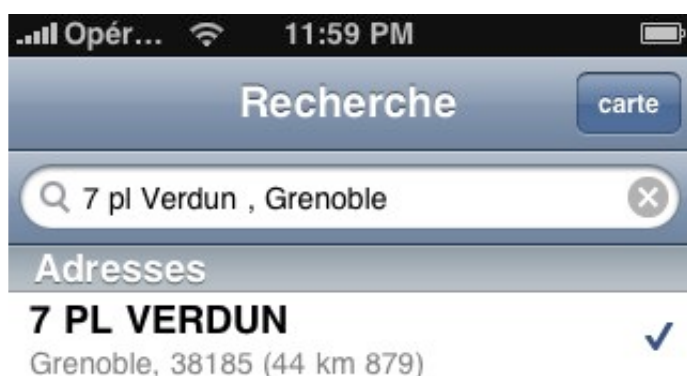 Opér... 11:59 PM
Recherche carte
7 pl Verdun , Grenoble
Adresses
7 PL VERDUN
Grenoble, 38185 (44 km 879)